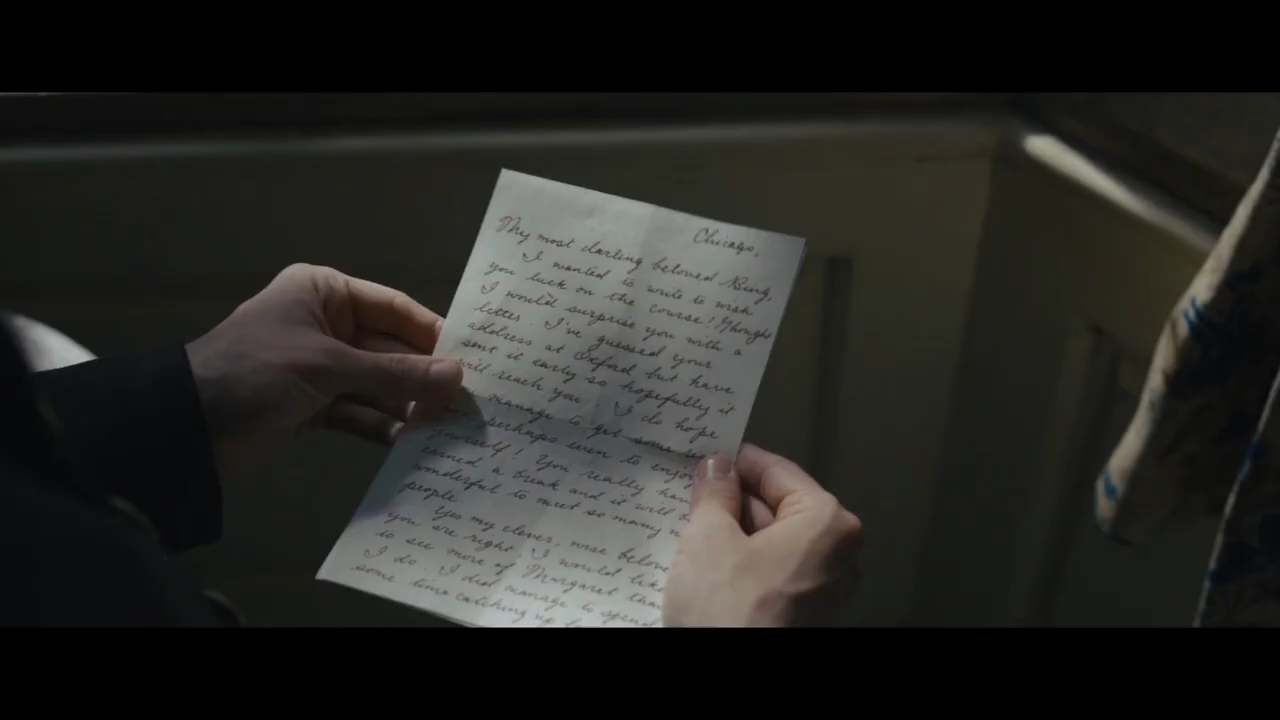 Chicago,
My most darling beloved Bing,
I wanted to write to wish
you luck on the course! Thought
I would surprise you with a
letter. I've guessed your
address at Oxford but have
sent it early so hopefully it
will reach you. I do hope
manage to get some
perhaps even to enjoy
yourself! You really
earned a break and it will
wonderful to meet so many
people.
Yes my clever, wise
you are right. I would
to see more of Margaret than
I do. I did manage to spend
some time catching up